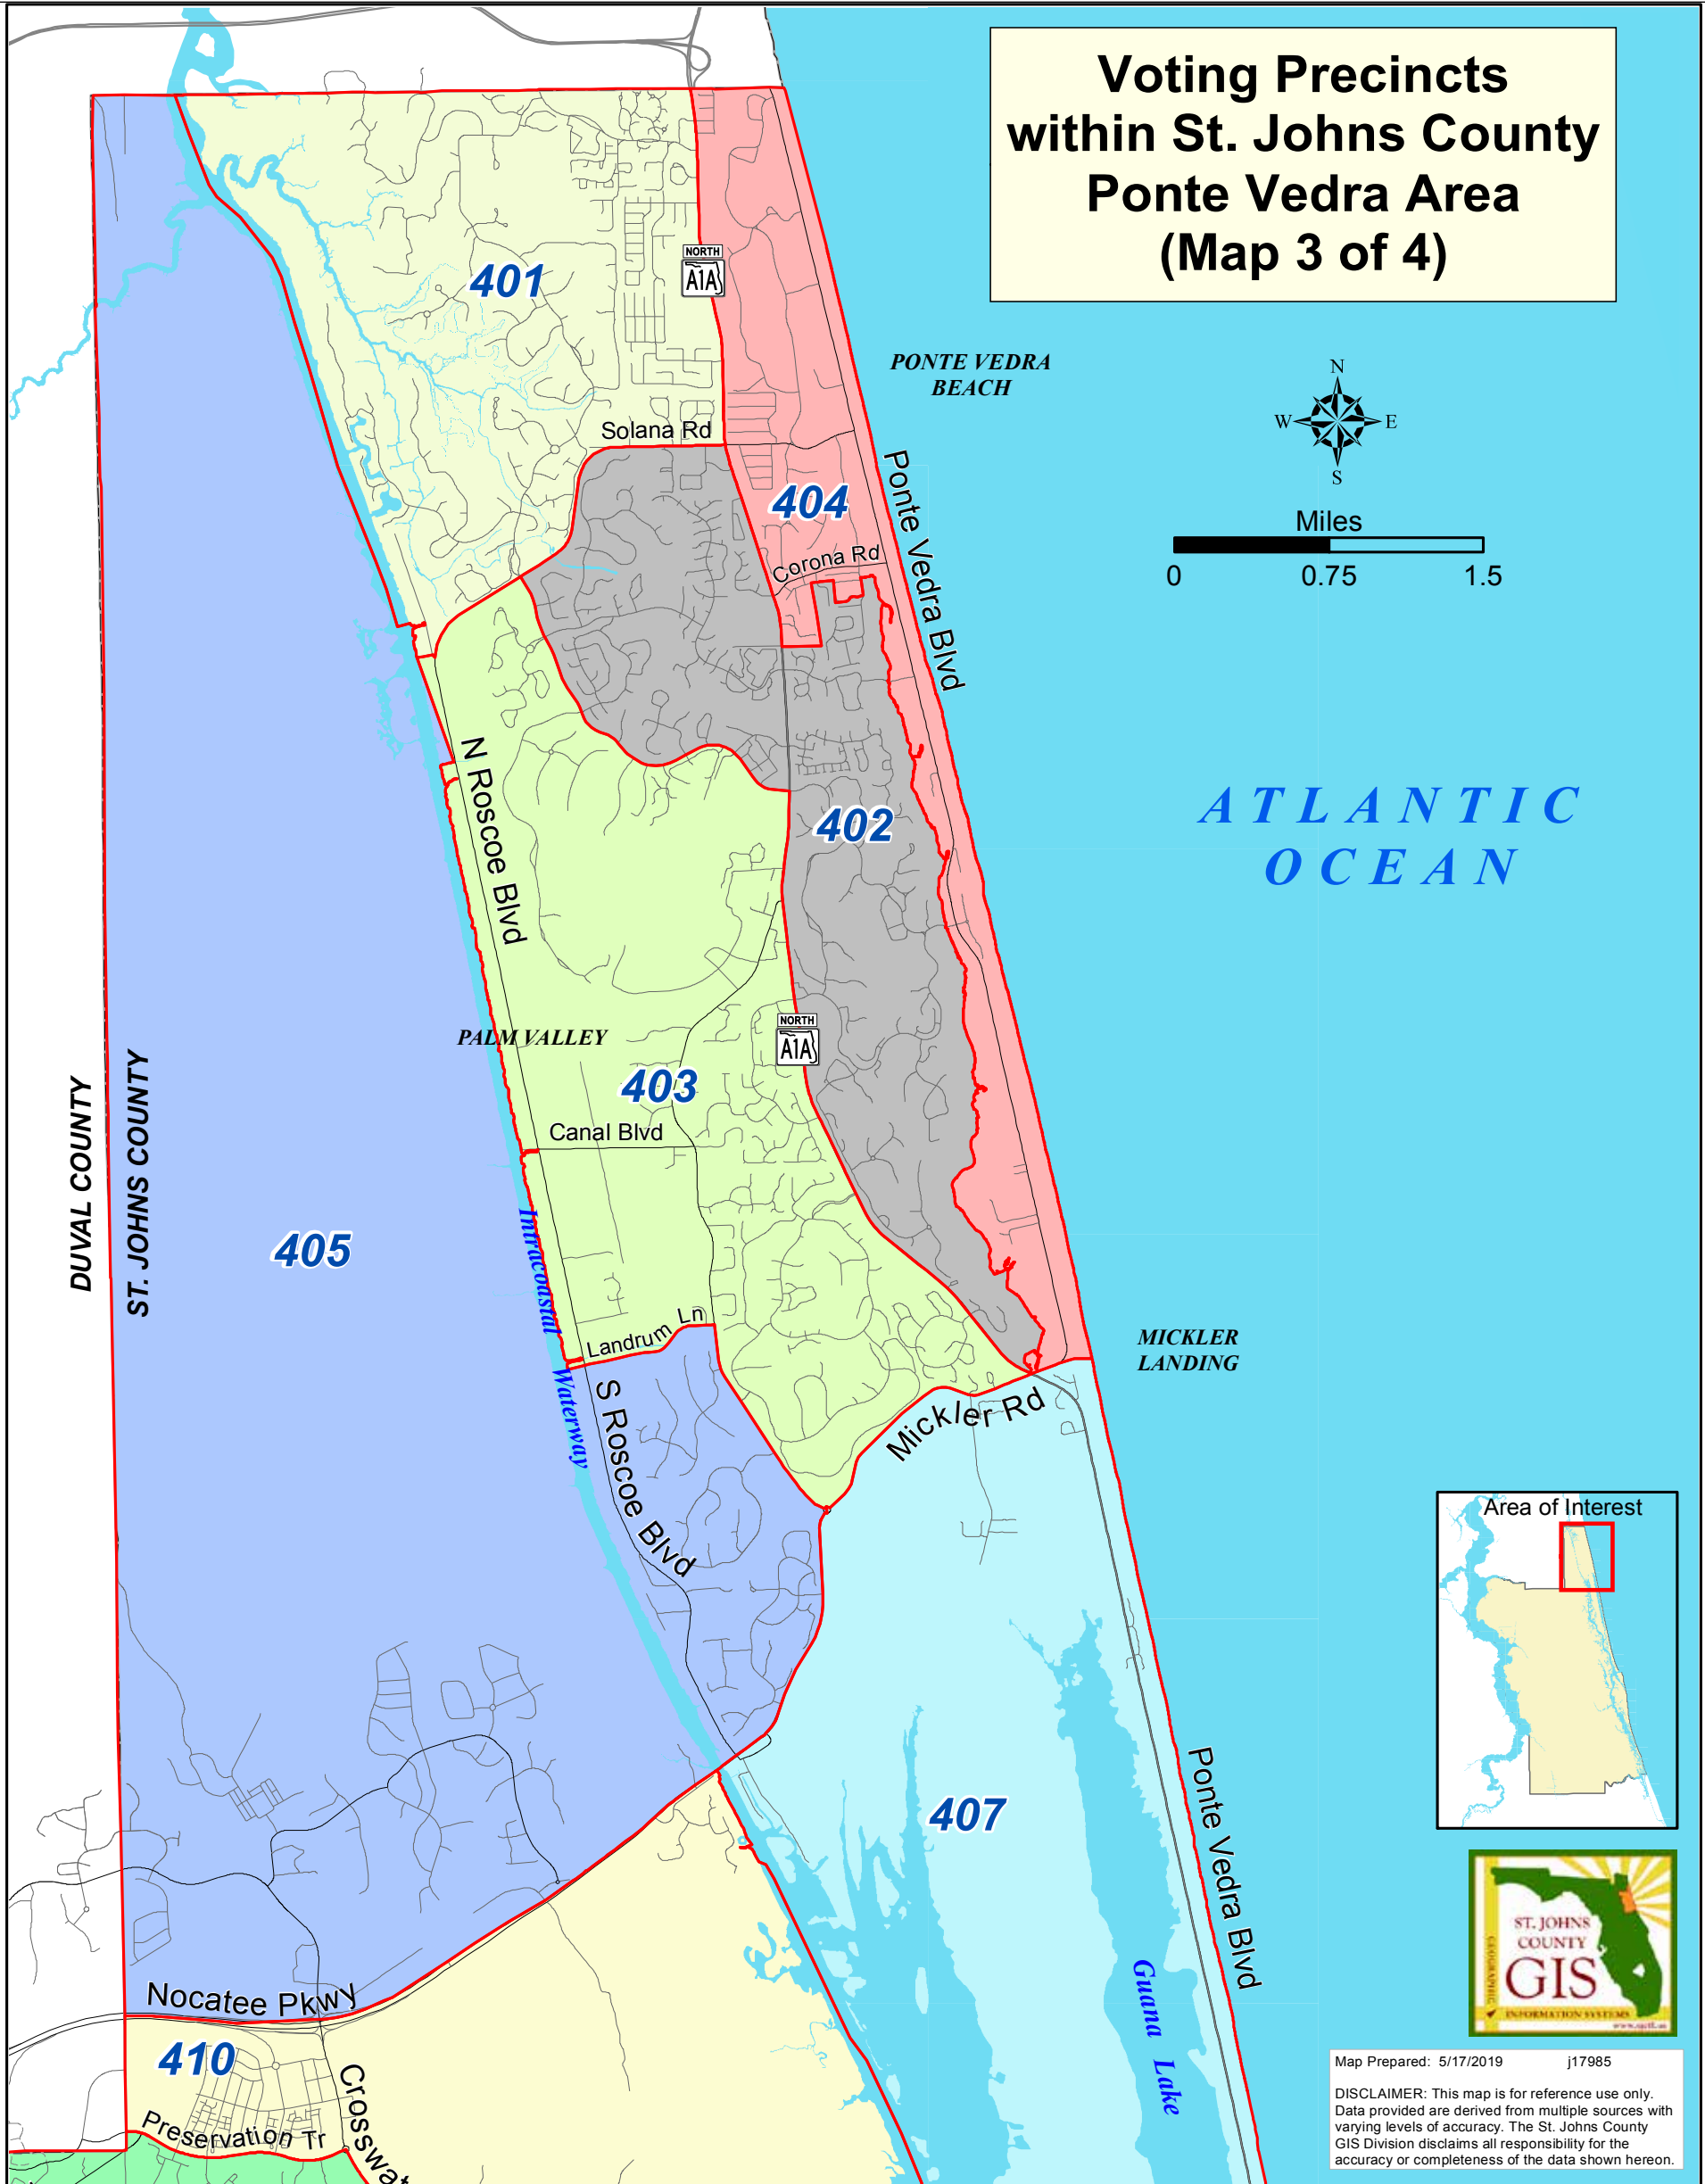 Voting Precincts
within St. Johns County
Ponte Vedra Area
(Map 3 of 4)
401
NORTH
A1A
PONTE VEDRA
BEACH
N
W
E
S
Solana Rd
Ponte Vedra Blvd
404
Miles
0
0.75
1.5
Corona Rd
N Roscoe Blvd
402
ATLANTIC
OCEAN
NORTH
A1A
PALM VALLEY
403
Canal Blvd
DUVAL COUNTY
ST. JOHNS COUNTY
405
Intracoastal
Waterway
Landrum Ln
MICKLER
LANDING
S Roscoe Blvd
Mickler Rd
Area of Interest
Ponte Vedra Blvd
407
ST. JOHNS
COUNTY
GIS
GEOGRAPHIC
INFORMATION SYSTEMS
Guana Lake
Nocatee Pkwy
410
Preservation Tr
Map Prepared: 5/17/2019
j17985
DISCLAIMER: This map is for reference use only.
Data provided are derived from multiple sources with
varying levels of accuracy. The St. Johns County
GIS Division disclaims all responsibility for the
accuracy or completeness of the data shown hereon.